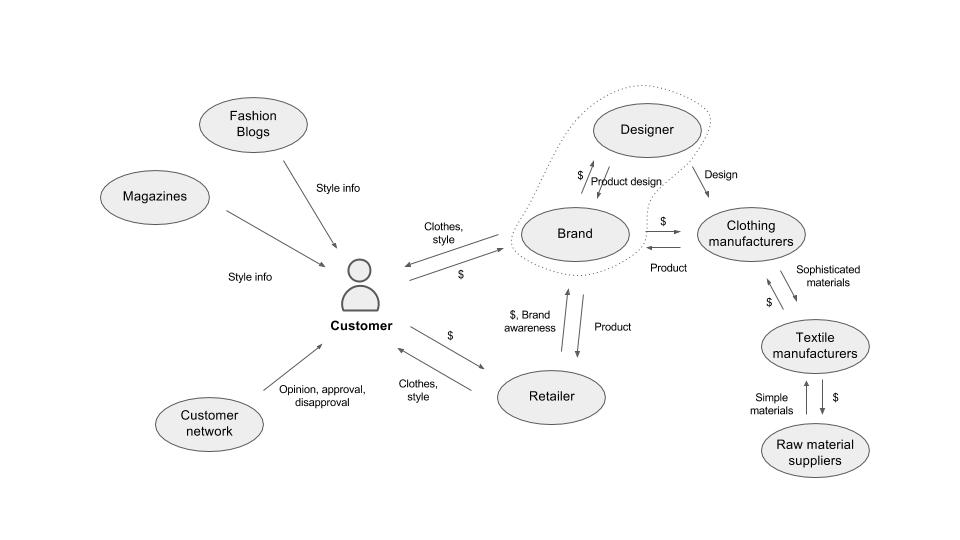 Fashion
Blogs
Designer
Magazines
Style info
$
Product design
Design
Clothes,
style
Brand
$
Clothing
manufacturers
Style info
$
Product
Sophisticated
materials
$
Customer
$, Brand
awareness
Product
$
Textile
manufacturers
Opinion, approval,
disapproval
Clothes,
style
Retailer
Simple
materials
$
Customer
network
Raw material
suppliers